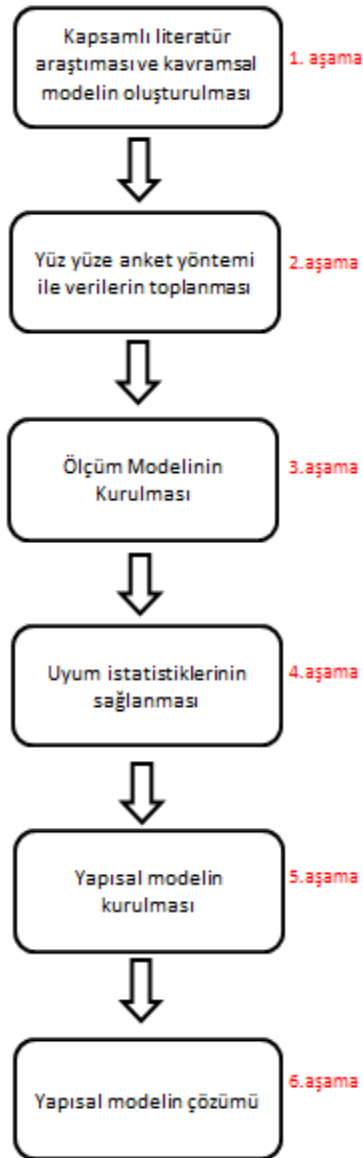 Kapsamlı literatür
araştıması ve kavramsal
modelin oluşturulması
1. aşama
Yüz yüze anket yöntemi
ile verilerin toplanması
2.aşama
Ölçüm Modelinin
Kurulması
3.aşama
Uyum istatistiklerinin
sağlanması
4.aşama
Yapısal modelin
kurulması
5.aşama
Yapısal modelin çözümü
6.aşama